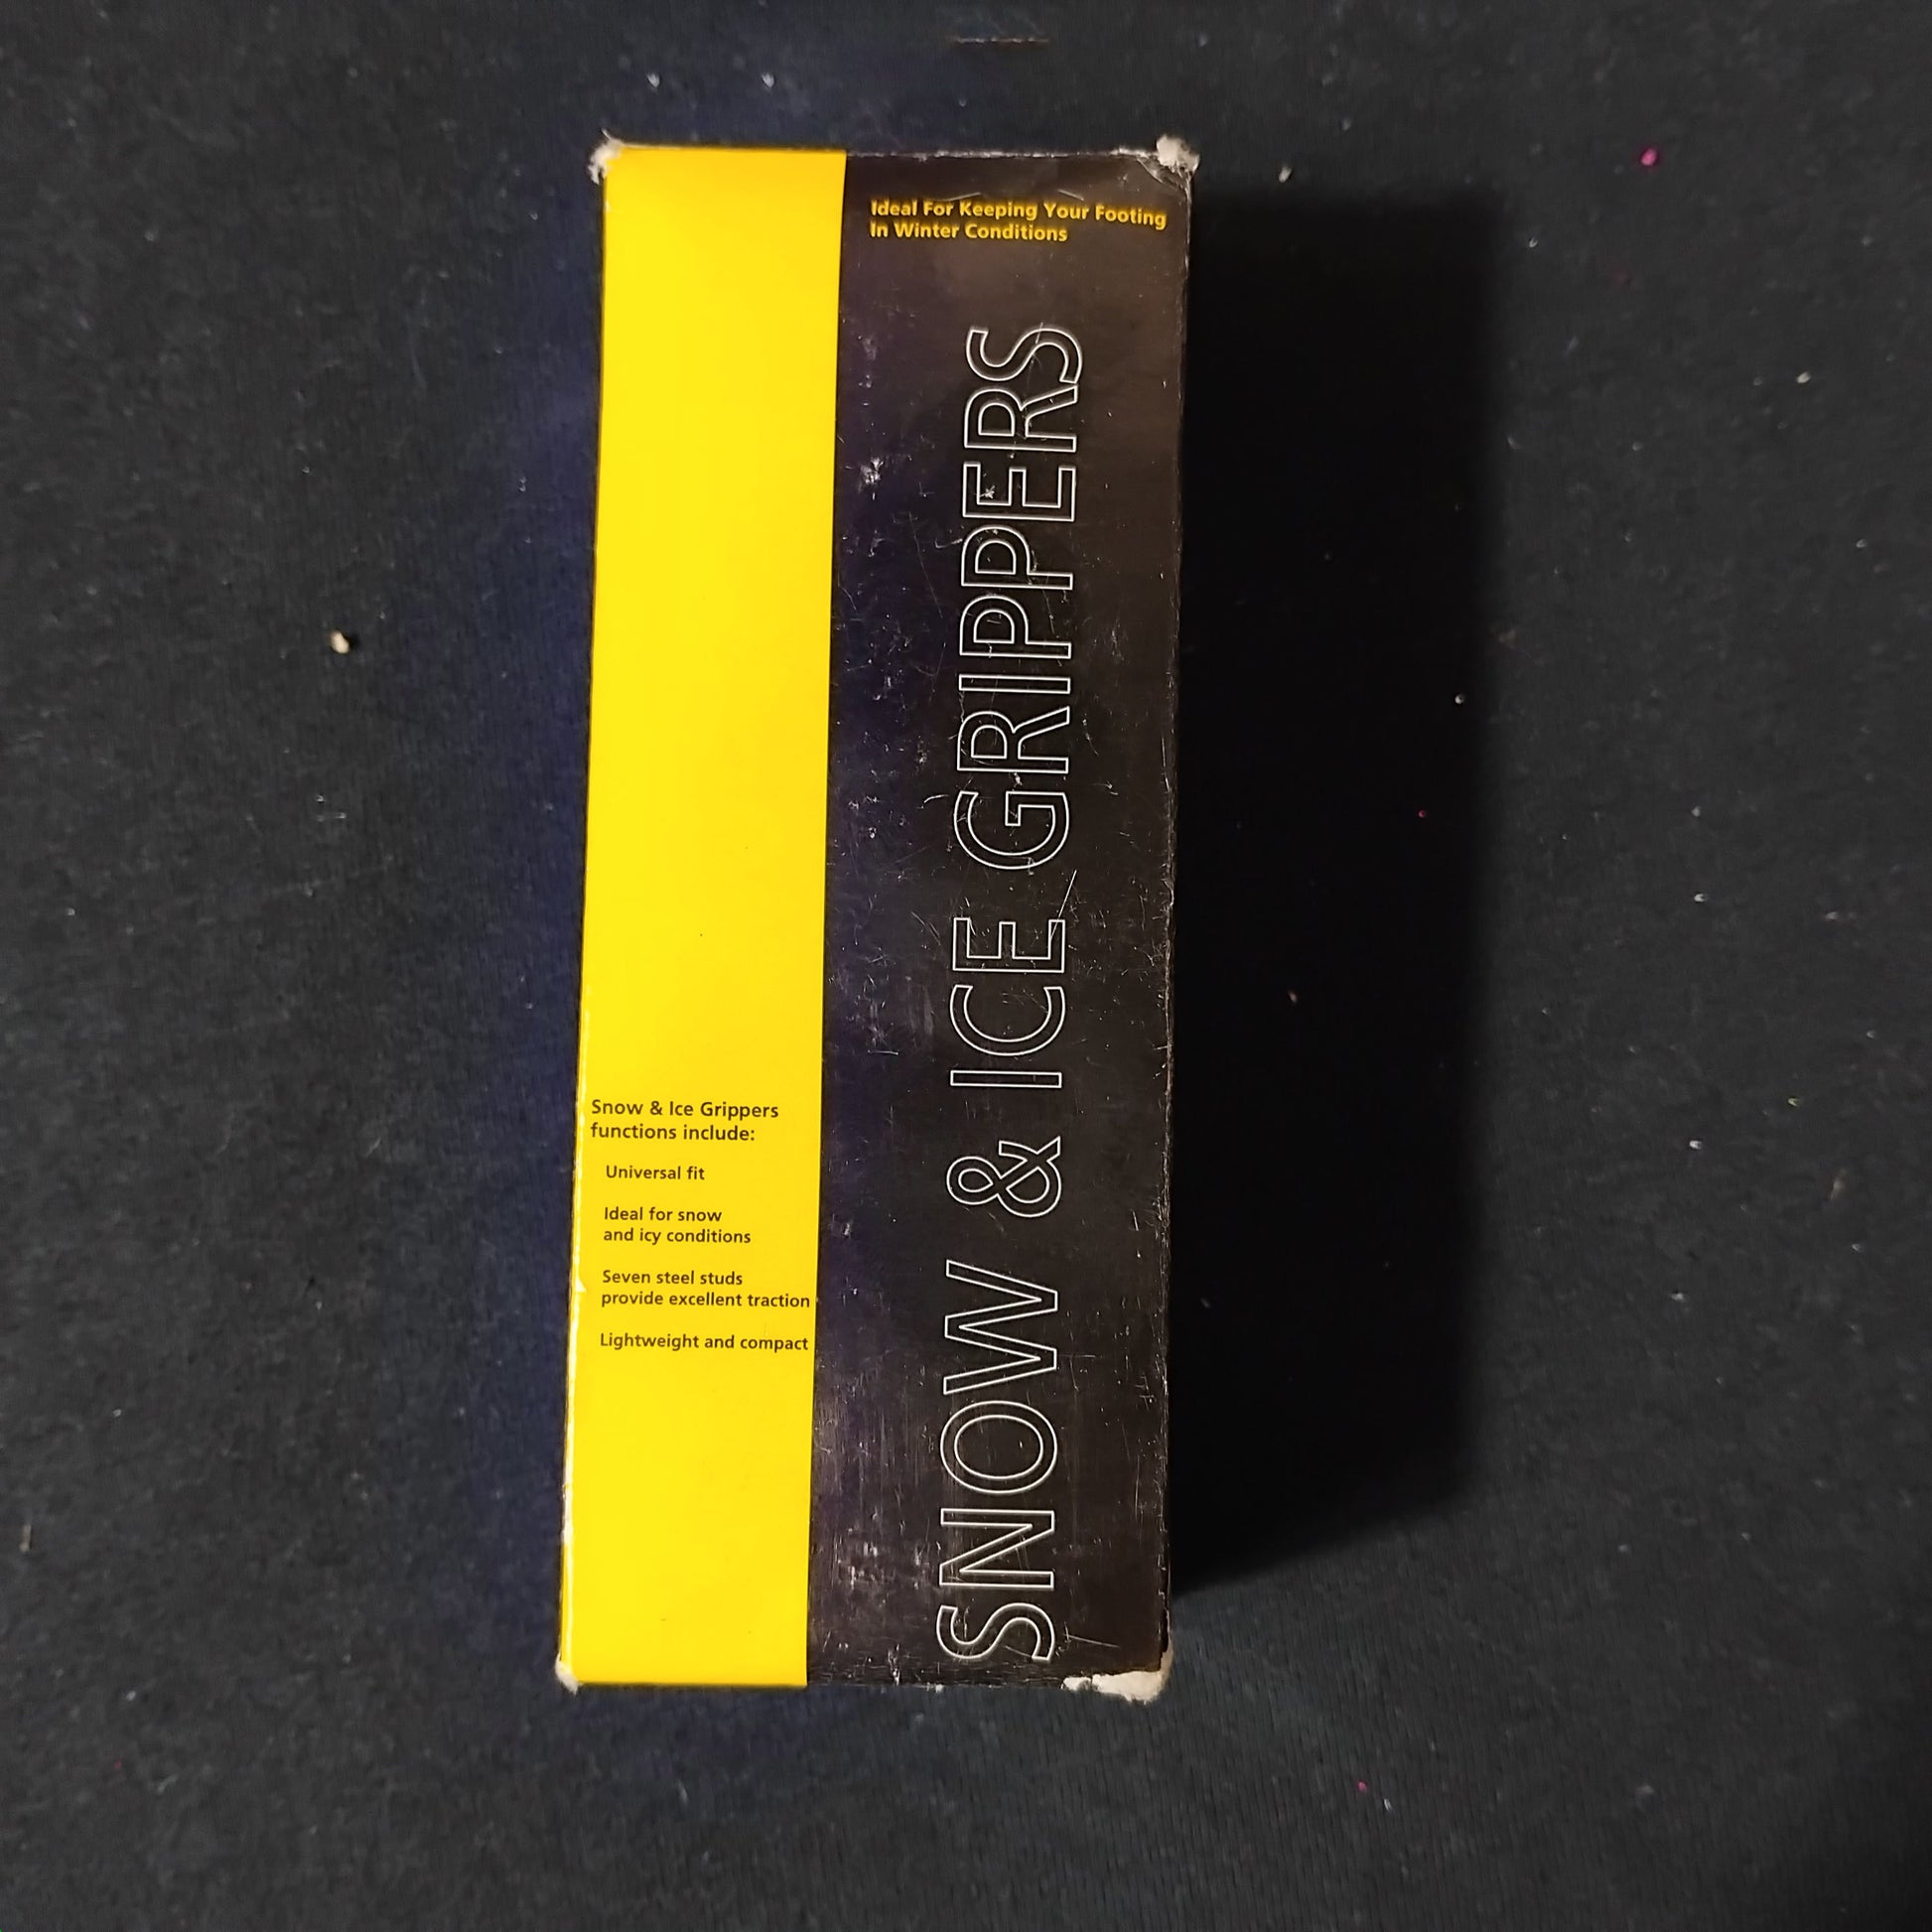 Ideal For Keeping Your Footing
In Winter Conditions
SNOW & ICE GRIPPERS
Snow & Ice Grippers
functions include:
Universal fit
Ideal for snow
and icy conditions
Seven steel studs
provide excellent traction
Lightweight and compact